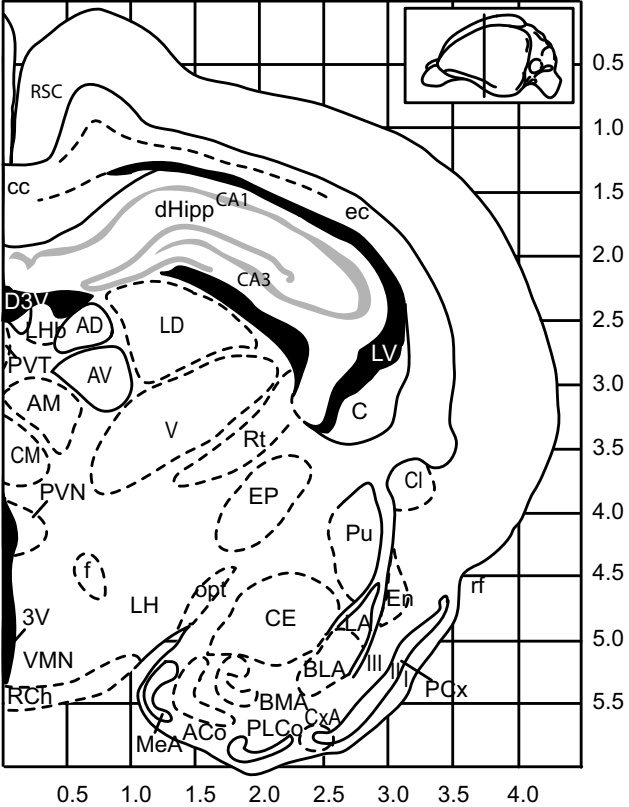 0.5
RSC
1.0
cc
CA1
ec
1.5
dHipp
2.0
CA3
D3V
LHb
AD
LD
2.5
LV
PVT
AV
3.0
AM
C
V
Rt
3.5
CM
Cl
PVN
EP
4.0
Pu
f
opt
4.5
rf
En
LH
CE
3V
LA
5.0
VMN
BLA
III
II
I
PCx
RCh
BMA
5.5
CxA
MeA
ACo
PLCo
0.5 1.0 1.5 2.0 2.5 3.0 3.5 4.0